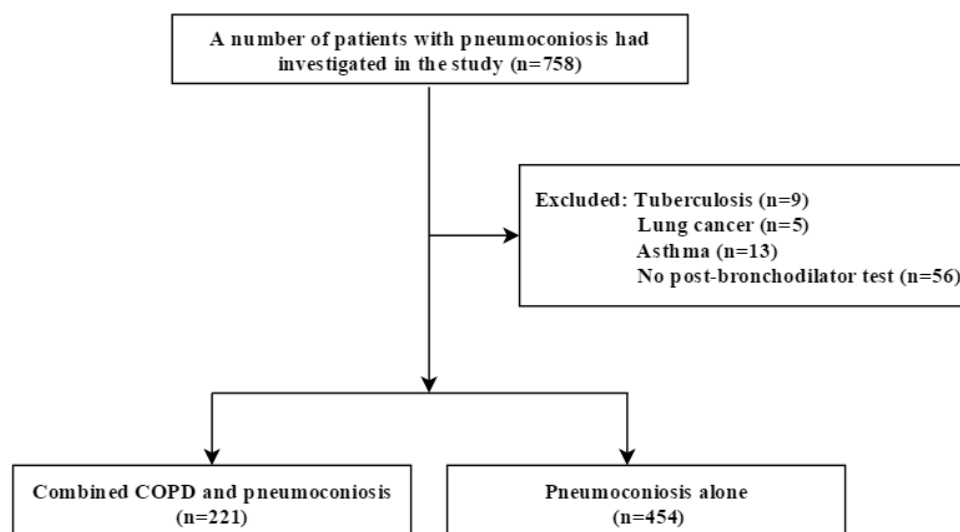 A number of patients with pneumoconiosis had
investigated in the study (n=758)
Excluded: Tuberculosis (n=9)
Lung cancer (n=5)
Asthma (n=13)
No post-bronchodilator test (n=56)
Combined COPD and pneumoconiosis
(n=221)
Pneumoconiosis alone
(n=454)